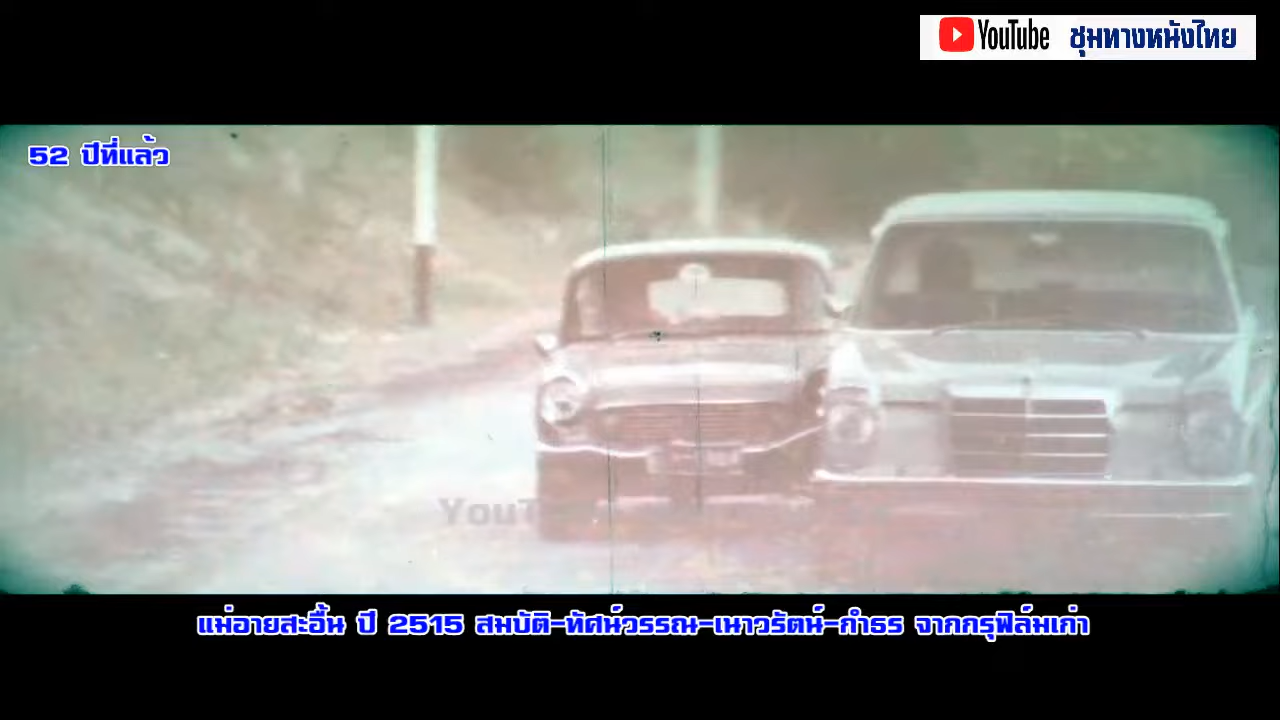 YouTube ชุมทางหนังไทย
52 ปีที่แล้ว
YouT
แม่อายสะอื้น ปี 2515 สมบัติ-ทัศน์วรรณ-เนาวรัตน์-กำธร จากกรุฟิล์มเก่า